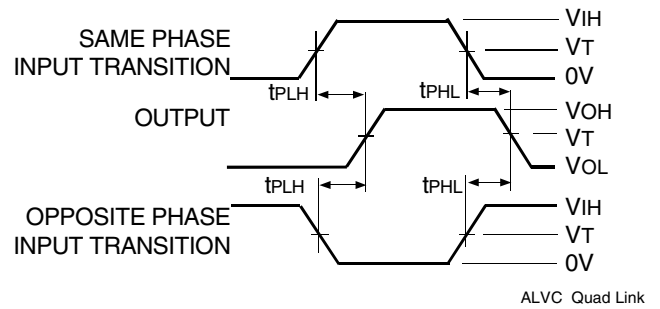 SAME PHASE
INPUT TRANSITION
VIH
VT
0V
tPLH
tPHL
OUTPUT
VOH
VT
VOL
tPLH
tPHL
OPPOSITE PHASE
INPUT TRANSITION
VIH
VT
0V
ALVC Quad Link